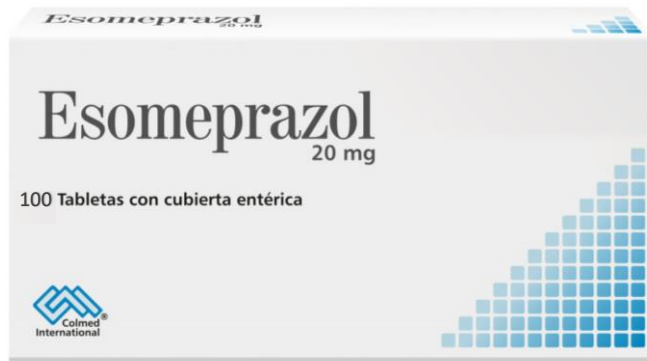 Esomeprazol
20 mg
Esomeprazol
20 mg
100 Tabletas con cubierta entérica
Colmed®
International